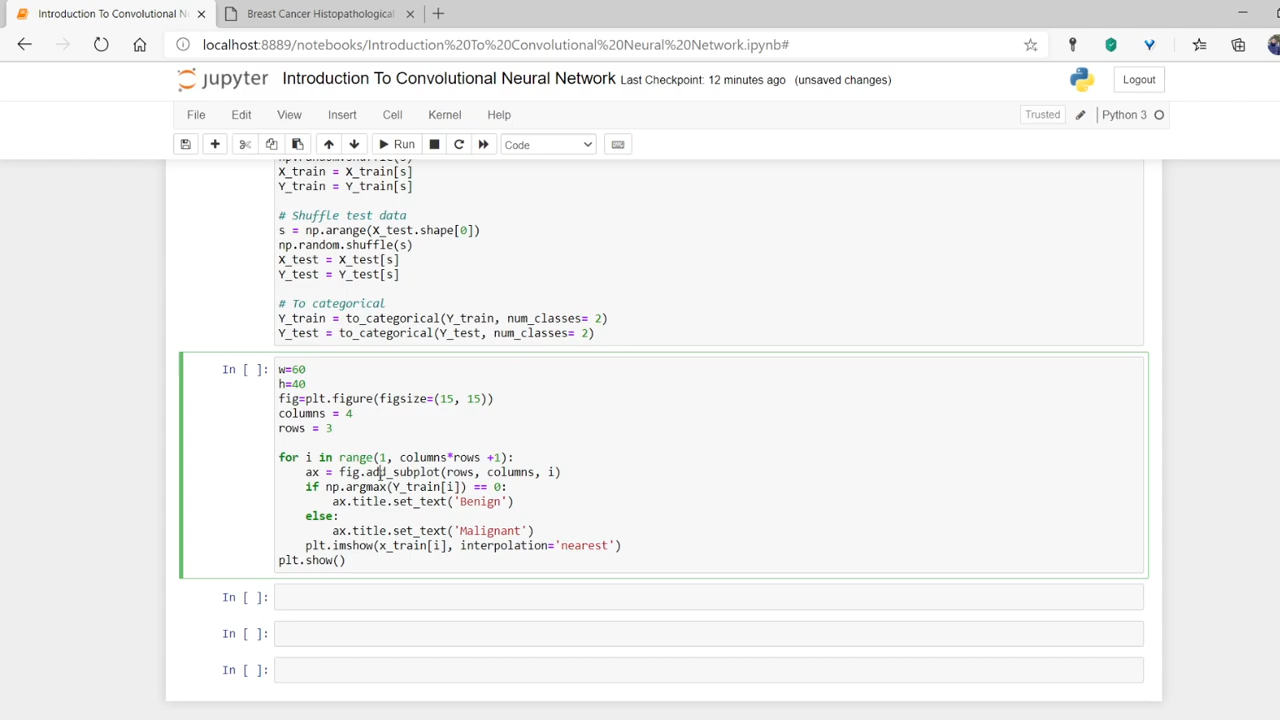 Introduction To Convolutional N
Breast Cancer Histopathological
localhost:8889/notebooks/Introduction%20To%20Convolutional%20Neural%20Network.ipynb#
jupyter Introduction To Convolutional Neural Network Last Checkpoint: 12 minutes ago (unsaved changes)
Logout
File Edit View Insert Cell Kernel Help
Trusted
Python 3
Run
Code
np.random.shuffle(s)
X_train = X_train[s]
Y_train = Y_train[s]
# Shuffle test data
s = np.arange(X_test.shape[0])
np.random.shuffle(s)
X_test = X_test[s]
Y_test = Y_test[s]
# To categorical
Y_train = to_categorical(Y_train, num_classes= 2)
Y_test = to_categorical(Y_test, num_classes= 2)
In [ ]:
w=60
h=40
fig=plt.figure(figsize=(15, 15))
columns = 4
rows = 3
for i in range(1, columns*rows +1):
ax = fig.add_subplot(rows, columns, i)
if np.argmax(Y_train[i]) == 0:
ax.title.set_text('Benign')
else:
ax.title.set_text('Malignant')
plt.imshow(x_train[i], interpolation='nearest')
plt.show()
In [ ]:
In [ ]:
In [ ]: